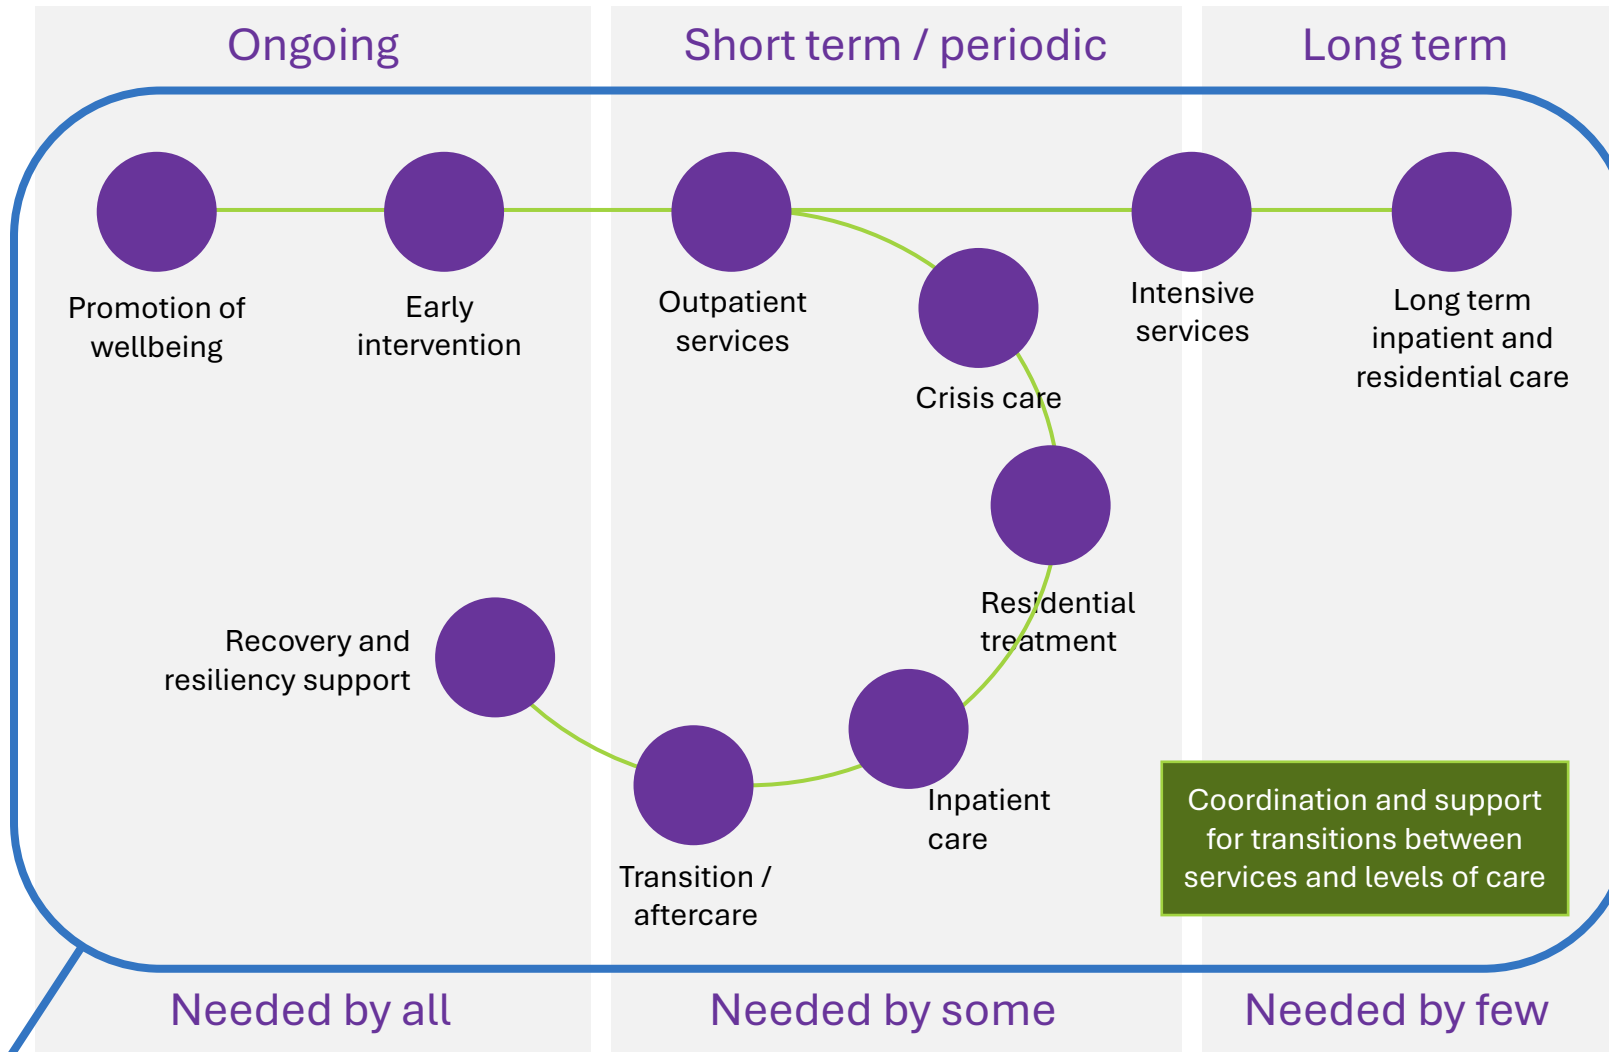 Ongoing
Short term / periodic
Long term
Promotion of
wellbeing
Early
intervention
Outpatient
services
Crisis care
Intensive
services
Long term
inpatient and
residential care
Residential
treatment
Recovery and
resiliency support
Inpatient
care
Transition /
aftercare
Coordination and support
for transitions between
services and levels of care
Needed by all
Needed by some
Needed by few